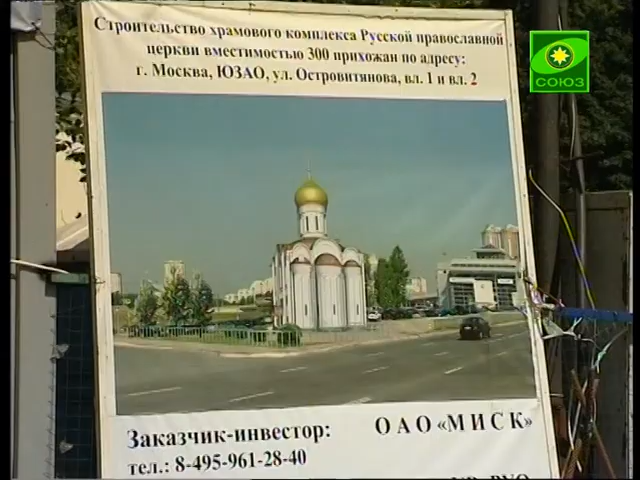 Строительство храмового комплекса Русской православной
церкви вместимостью 300 прихожан по адресу:
г. Москва, ЮЗАО, ул. Островитянова, вл. 1 и вл. 2
СОЮЗ
Заказчик-инвестор: ОАО «МИСК»
тел.: 8-495-961-28-40